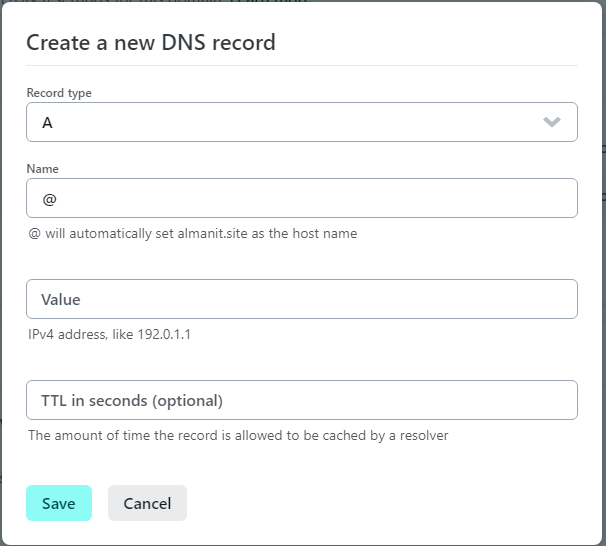 Create a new DNS record
Record type
A
Name
@
@ will automatically set almanit.site as the host name
Value
IPv4 address, like 192.0.1.1
TTL in seconds (optional)
The amount of time the record is allowed to be cached by a resolver
Save
Cancel